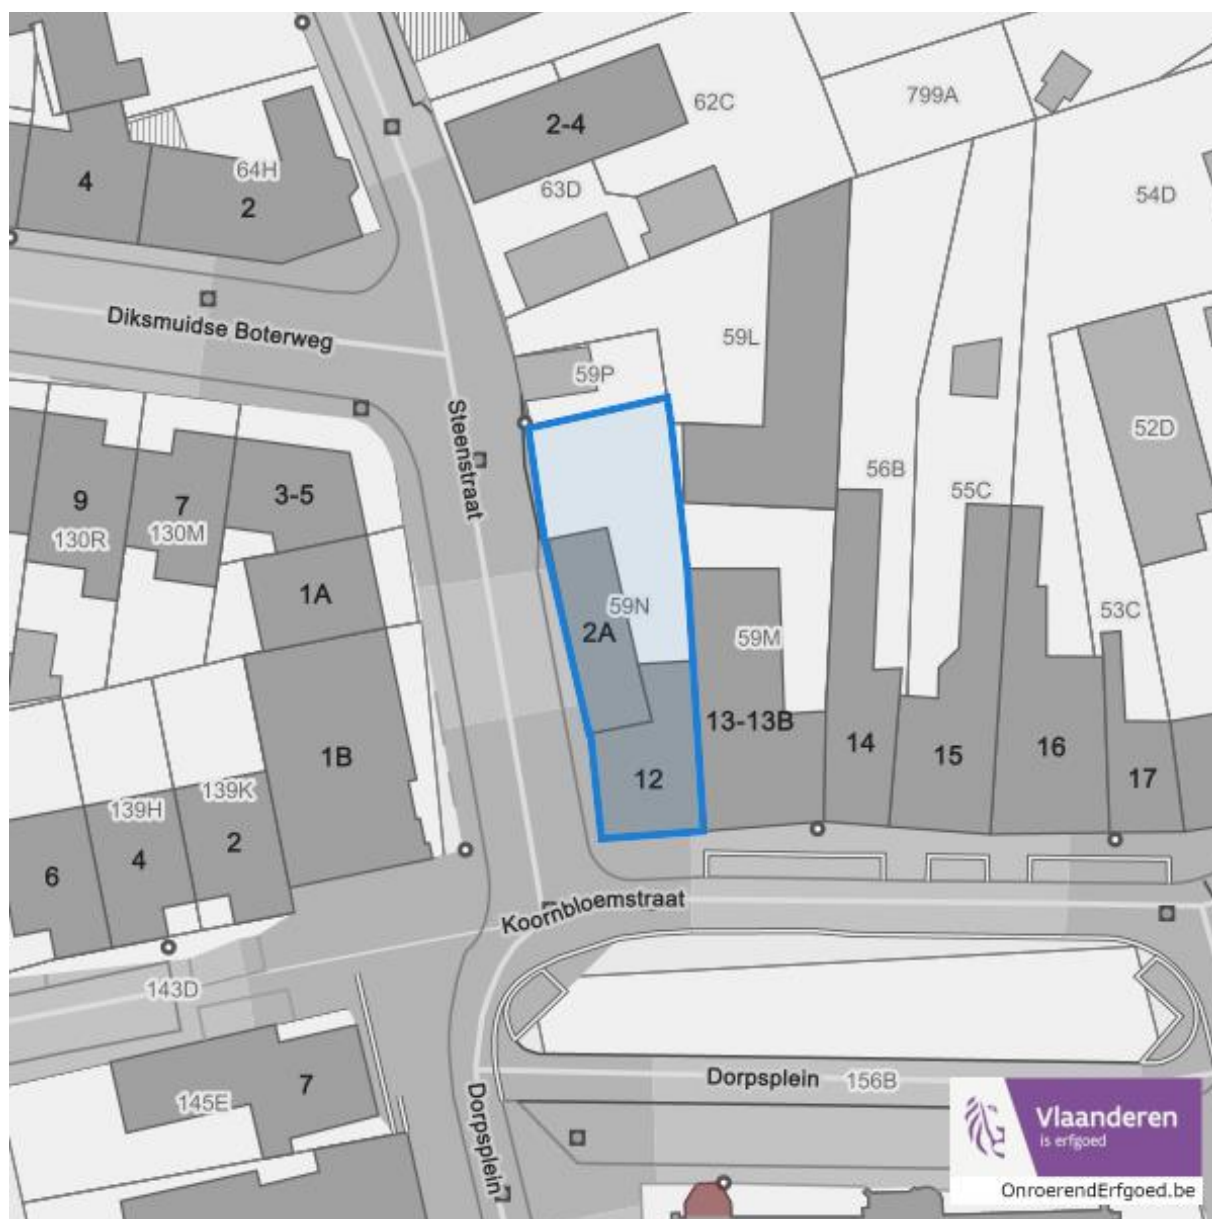 2-4
62C
799A
4
64H
2
63D
54D
Diksmuidse Boterweg
59L
59P
Steenstraat
52D
56B
55C
9
7
3-5
130R
130M
1A
59N
2A
59M
53C
13-13B
14
15
16
17
1B
12
139H
139K
6
4
2
Koornbloemstraat
143D
Dorpsplein
156B
7
145E
Dorpsplein
Vlaanderen
is erfgoed
OnroerendErfgoed.be